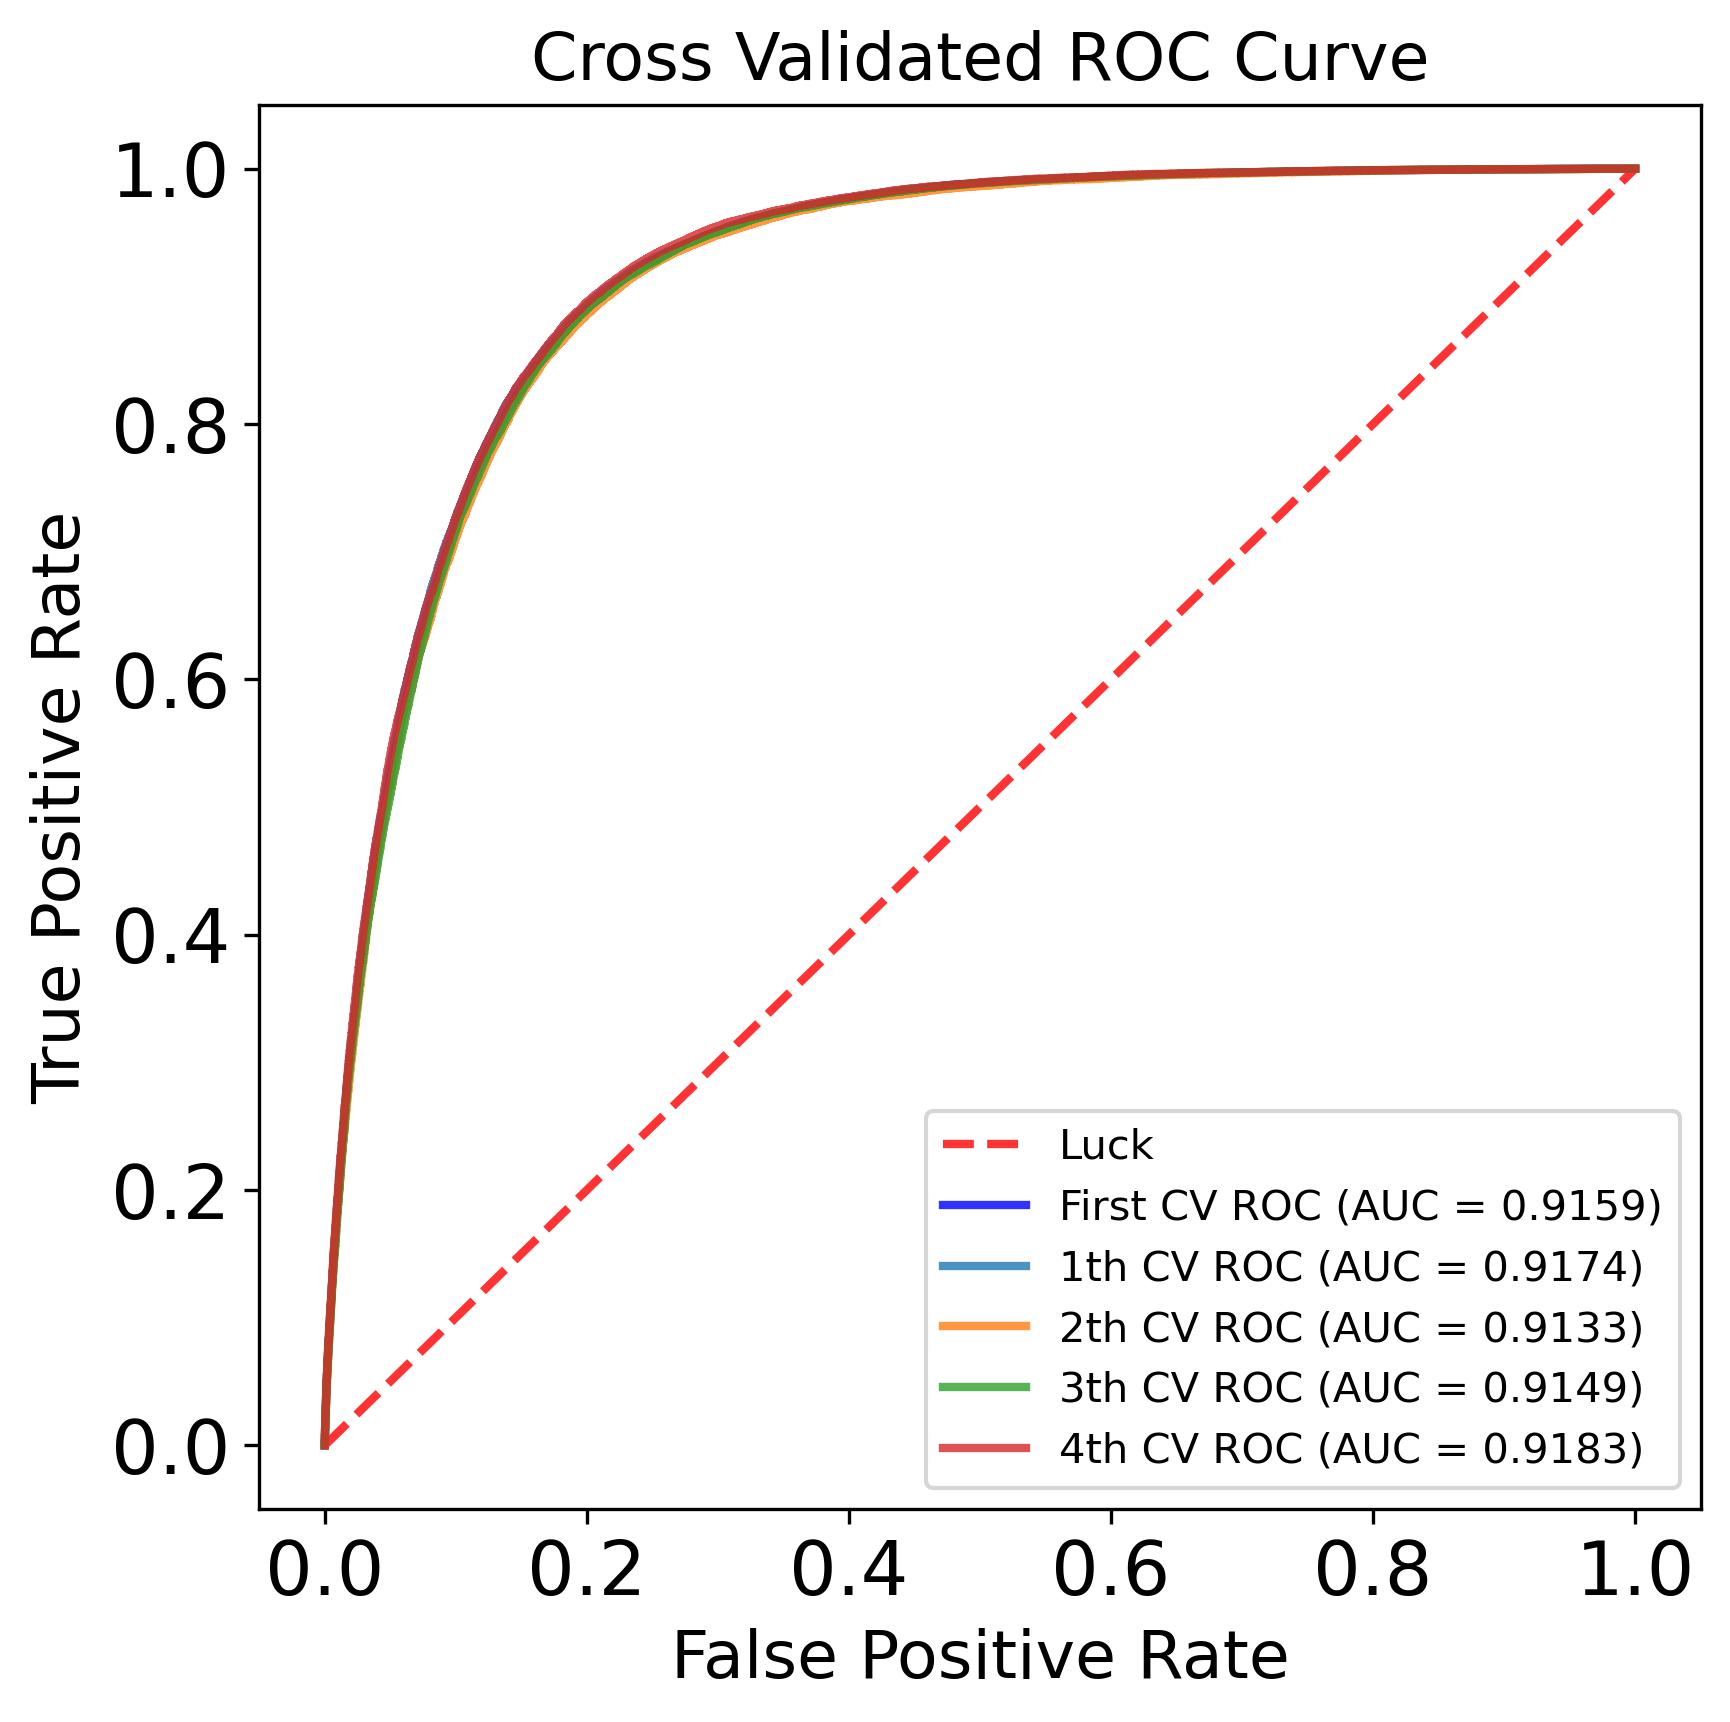 Cross Validated ROC Curve
1.0
0.8
0.6
0.4
0.2
0.0
True Positive Rate
Luck
First CV ROC (AUC = 0.9159)
1th CV ROC (AUC = 0.9174)
2th CV ROC (AUC = 0.9133)
3th CV ROC (AUC = 0.9149)
4th CV ROC (AUC = 0.9183)
0.0 0.2 0.4 0.6 0.8 1.0
False Positive Rate